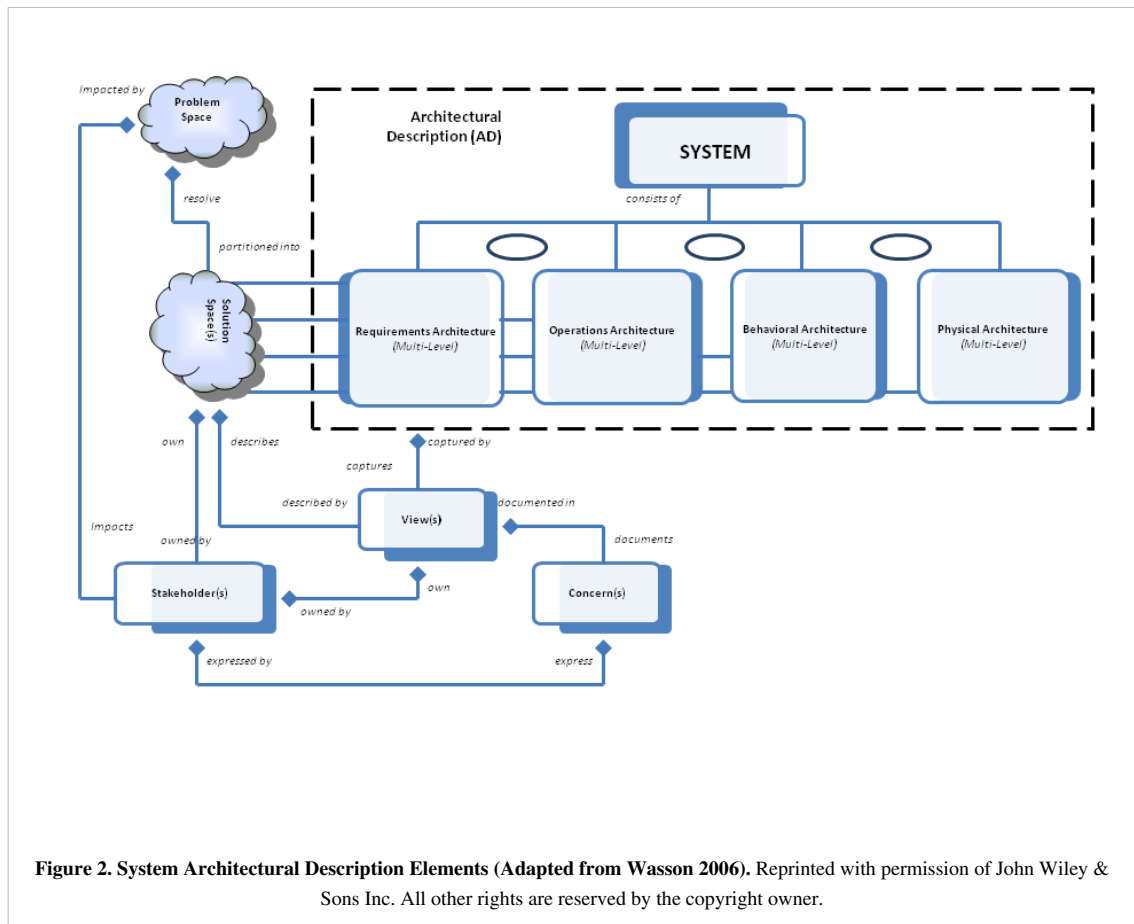 Impacted by
Problem
Space
Architectural
Description (AD)
SYSTEM
resolve
consists of
partitioned into
Solution
Space(s)
Requirements Architecture
(Multi-Level)
Operations Architecture
(Multi-Level)
Behavioral Architecture
(Multi-Level)
Physical Architecture
(Multi-Level)
own
describes
captured by
captures
described by
documented in
View(s)
Impacts
owned by
documents
Stakeholder(s)
own
Concern(s)
owned by
expressed by
express
Figure 2. System Architectural Description Elements (Adapted from Wasson 2006). Reprinted with permission of John Wiley &
Sons Inc. All other rights are reserved by the copyright owner.